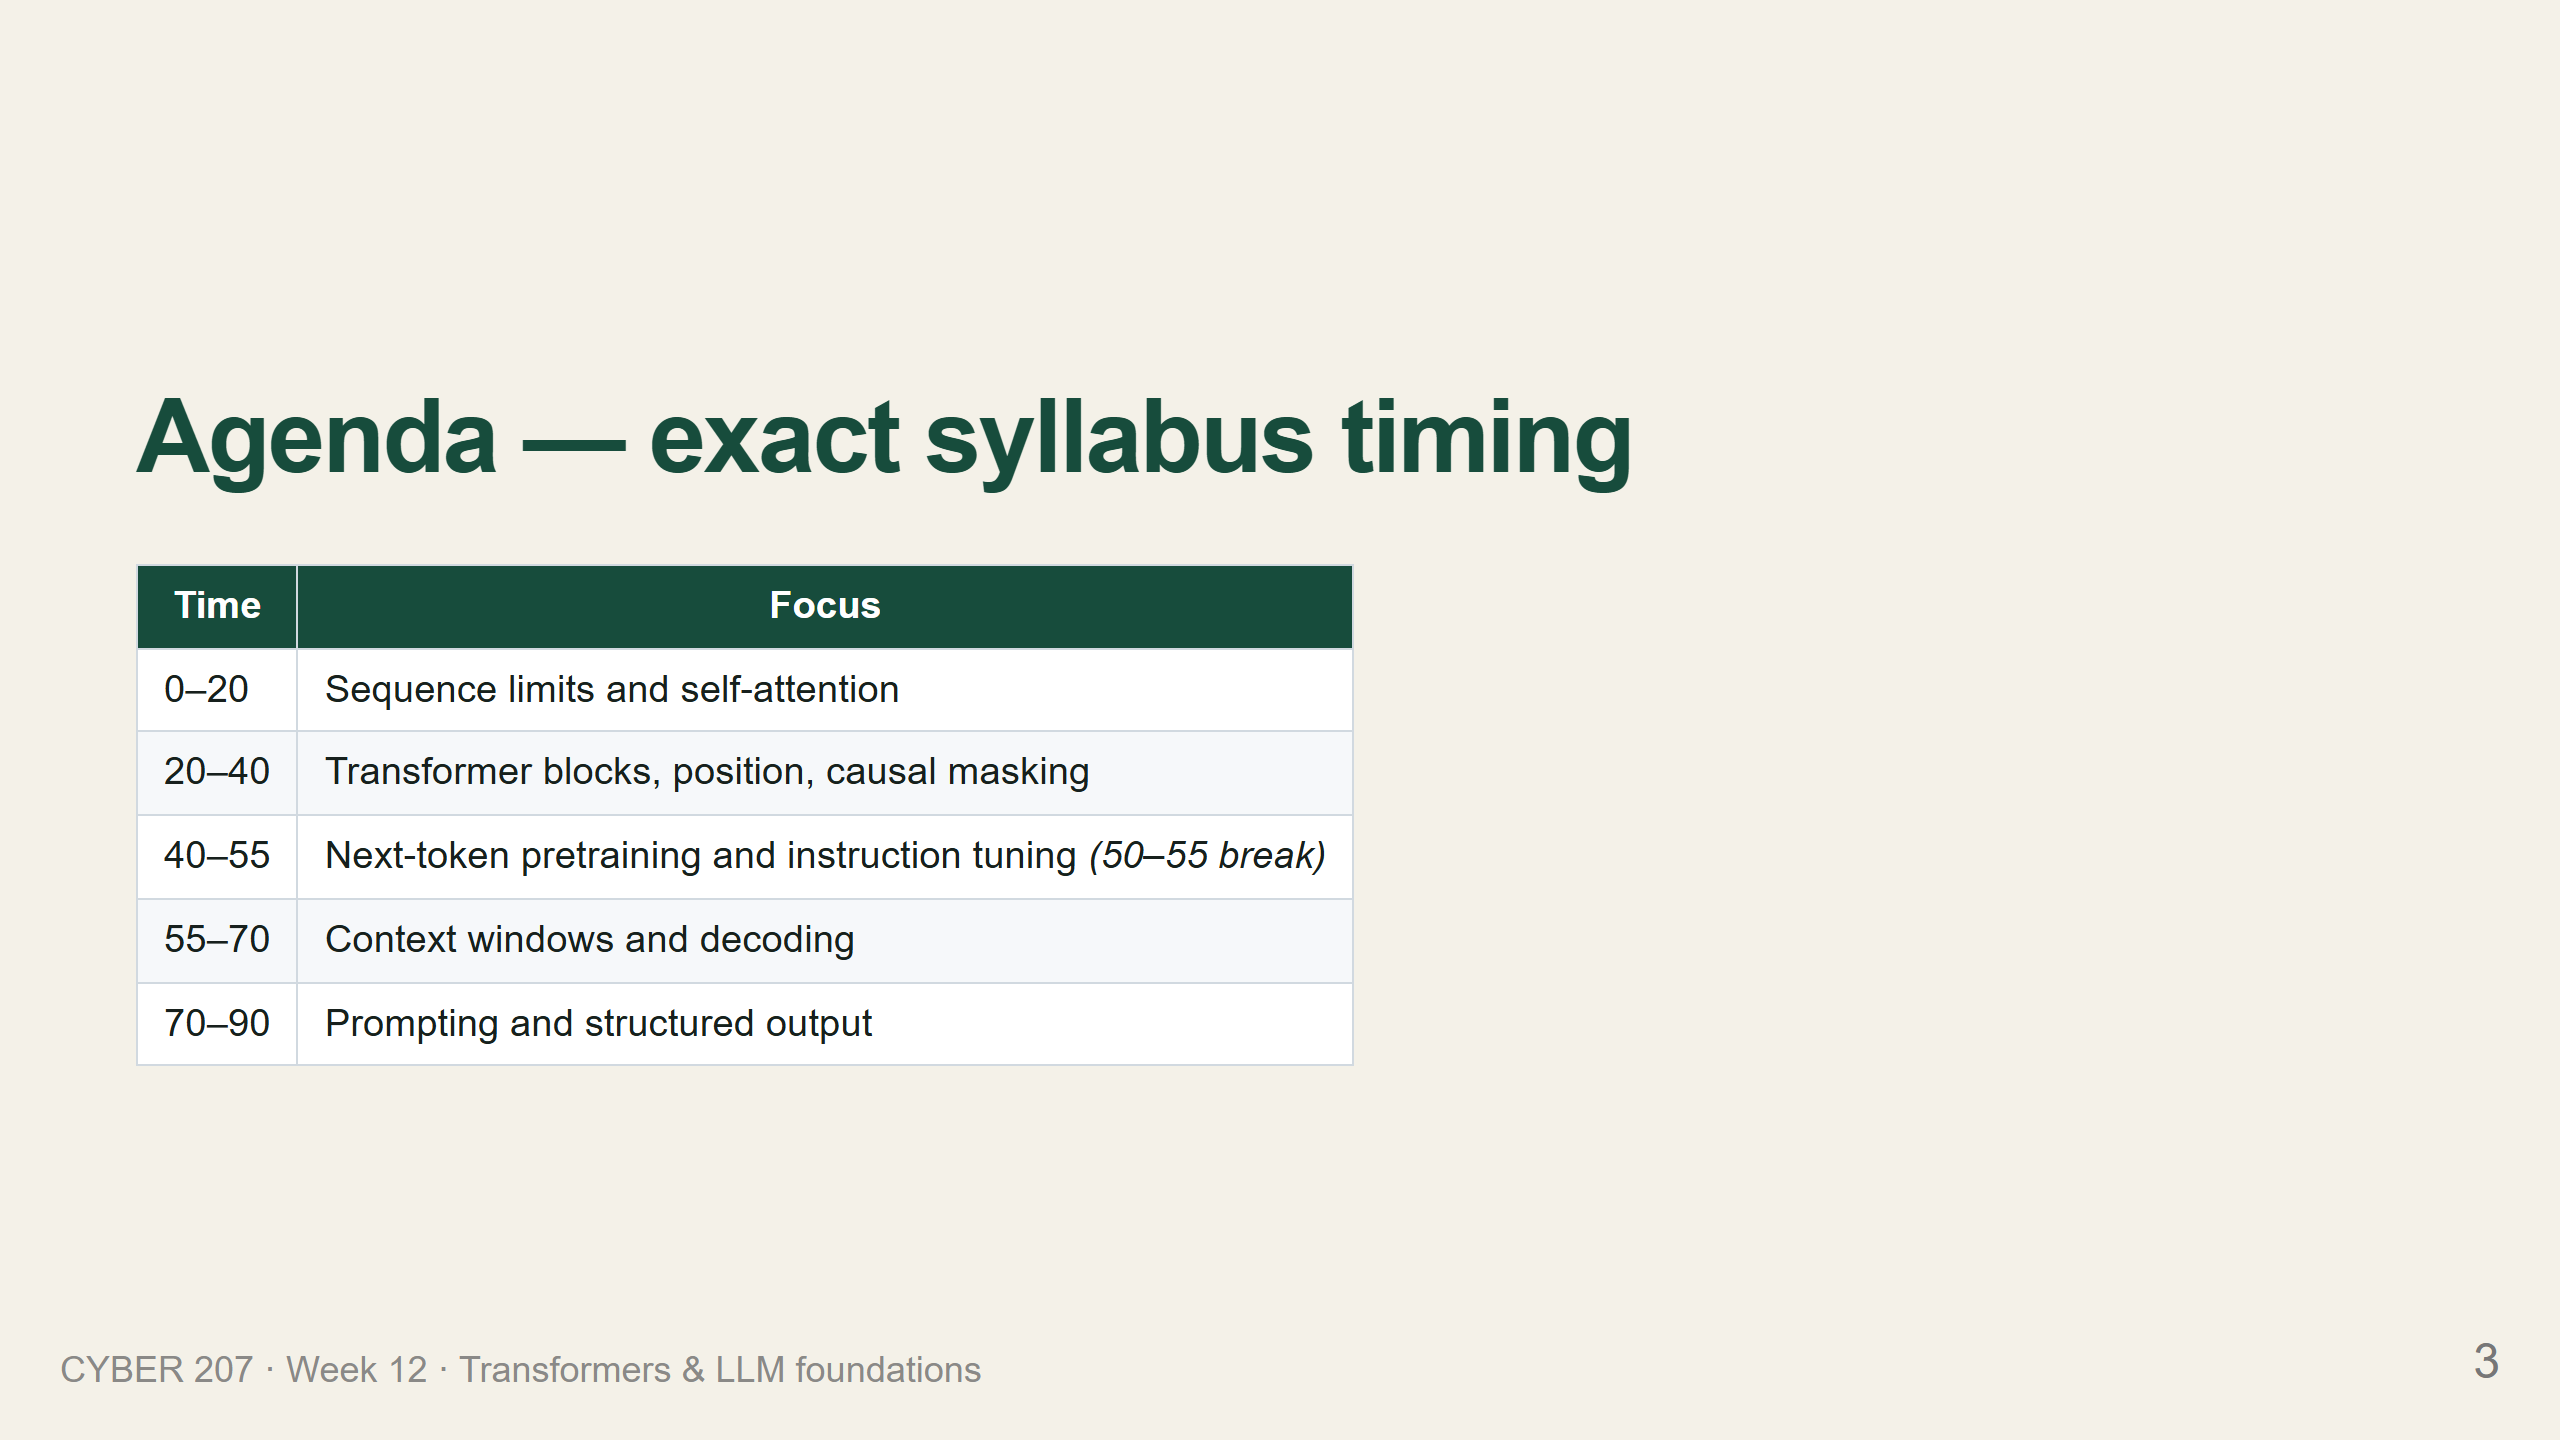 Agenda — exact syllabus timing
Time Focus
0–20 Sequence limits and self-attention
20–40 Transformer blocks, position, causal masking
40–55 Next-token pretraining and instruction tuning (50–55 break)
55–70 Context windows and decoding
70–90 Prompting and structured output
CYBER 207 · Week 12 · Transformers & LLM foundations
3